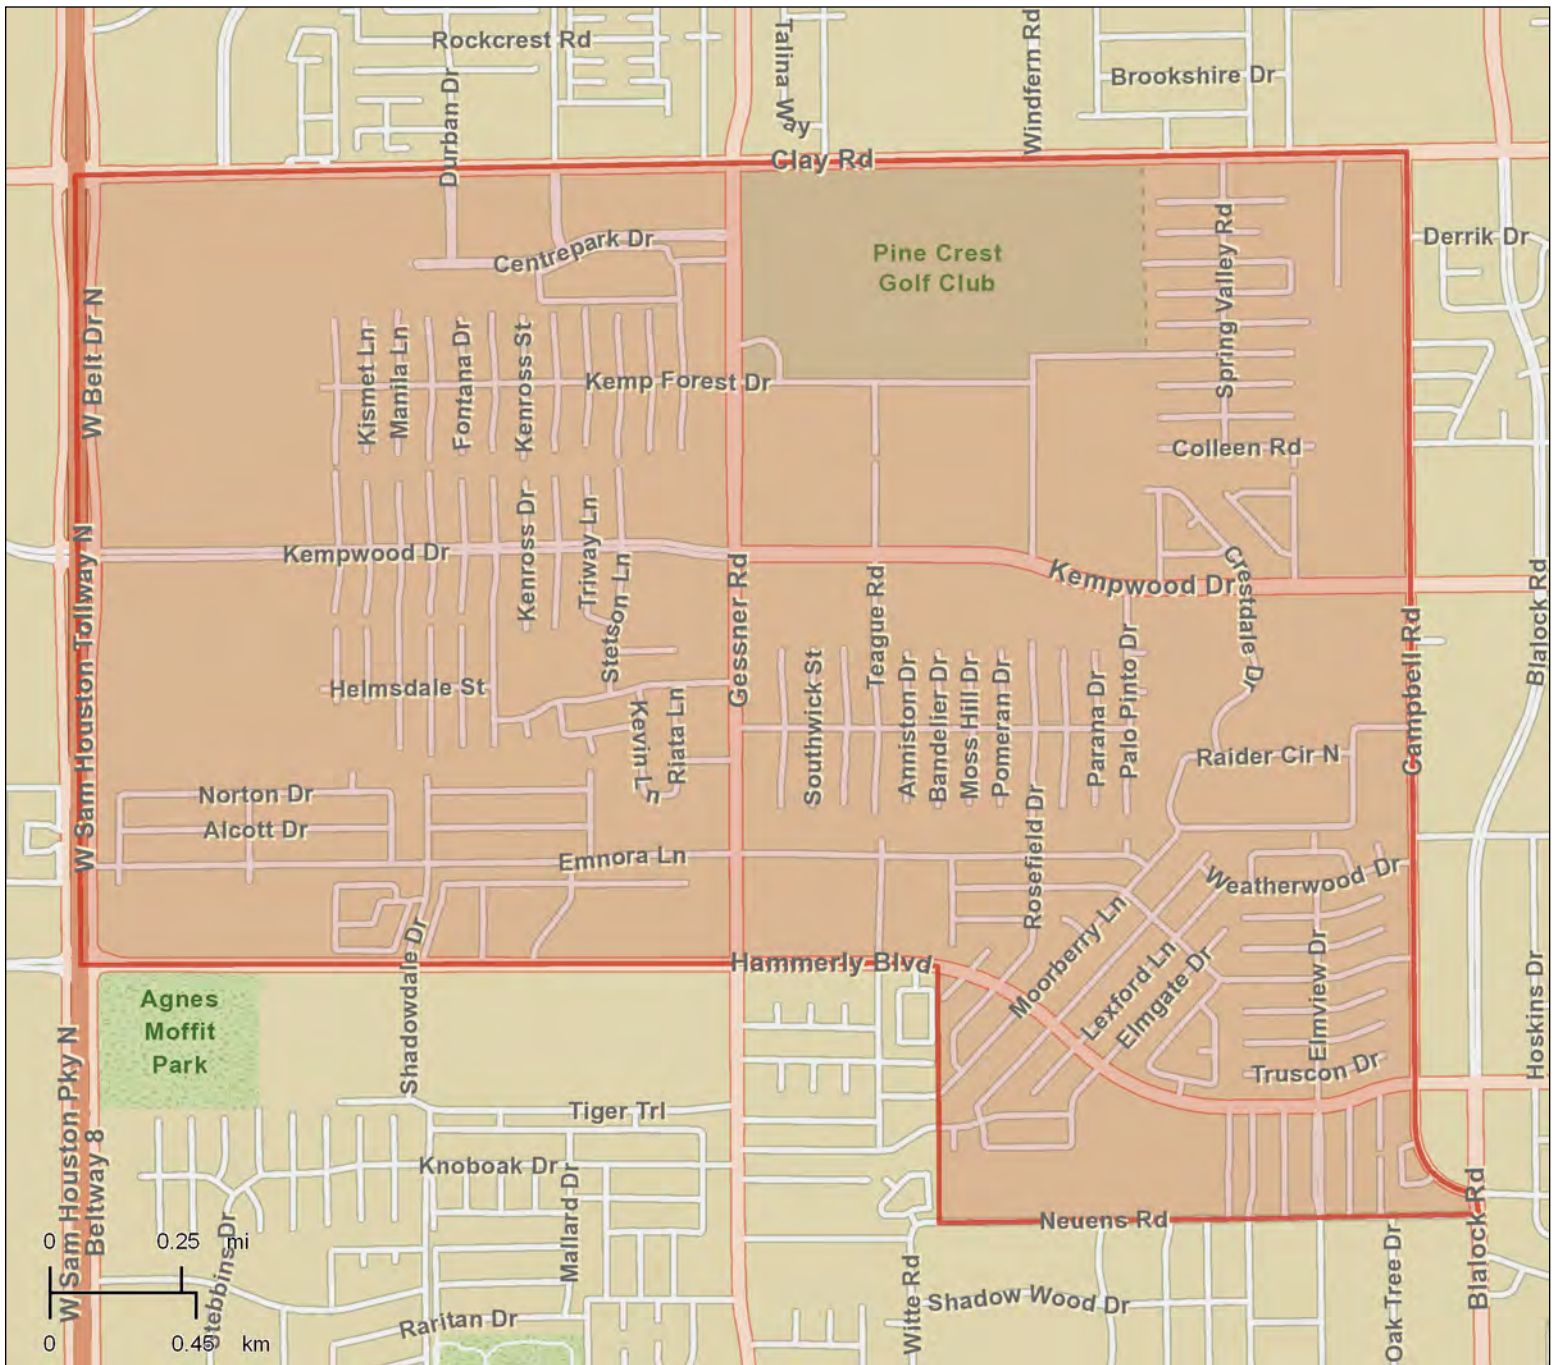 Rockcrest Rd
Durban Dr
Talina Way
Windfern Rd
Brookshire Dr
Clay Rd
Centrepark Dr
Pine Crest
Golf Club
Spring Valley Rd
Derrik Dr
W Belt Dr N
Kismet Ln
Manila Ln
Fontana Dr
Kenross St
Kemp Forest Dr
Colleen Rd
Kempwood Dr
Kenross Dr
Triway Ln
Stetson Ln
Gessner Rd
Teague Rd
Kempwood Dr
Crestdale Dr
Campbell Rd
Blalock Rd
W Sam Houston Tollway N
Helmsdale St
Kevin Ln
Riata Ln
Southwick St
Anniston Dr
Bandelier Dr
Moss Hill Dr
Pomeran Dr
Parana Dr
Palo Pinto Dr
Raider Cir N
Norton Dr
Alcott Dr
Emnora Ln
Rosefield Dr
Weatherwood Dr
Shadowdale Dr
Hammerly Blvd
Moorberry Ln
Lexford Ln
Elmgate Dr
Elmview Dr
Truscon Dr
Hoskins Dr
Agnes
Moffit
Park
W Sam Houston Pky N
Beltway 8
Tiger Trl
Knoboak Dr
Mallard Dr
Stebbins Dr
Raritan Dr
Neuens Rd
Witte Rd
Shadow Wood Dr
Oak Tree Dr
Blalock Rd
0 0.25 mi
0 0.45 km